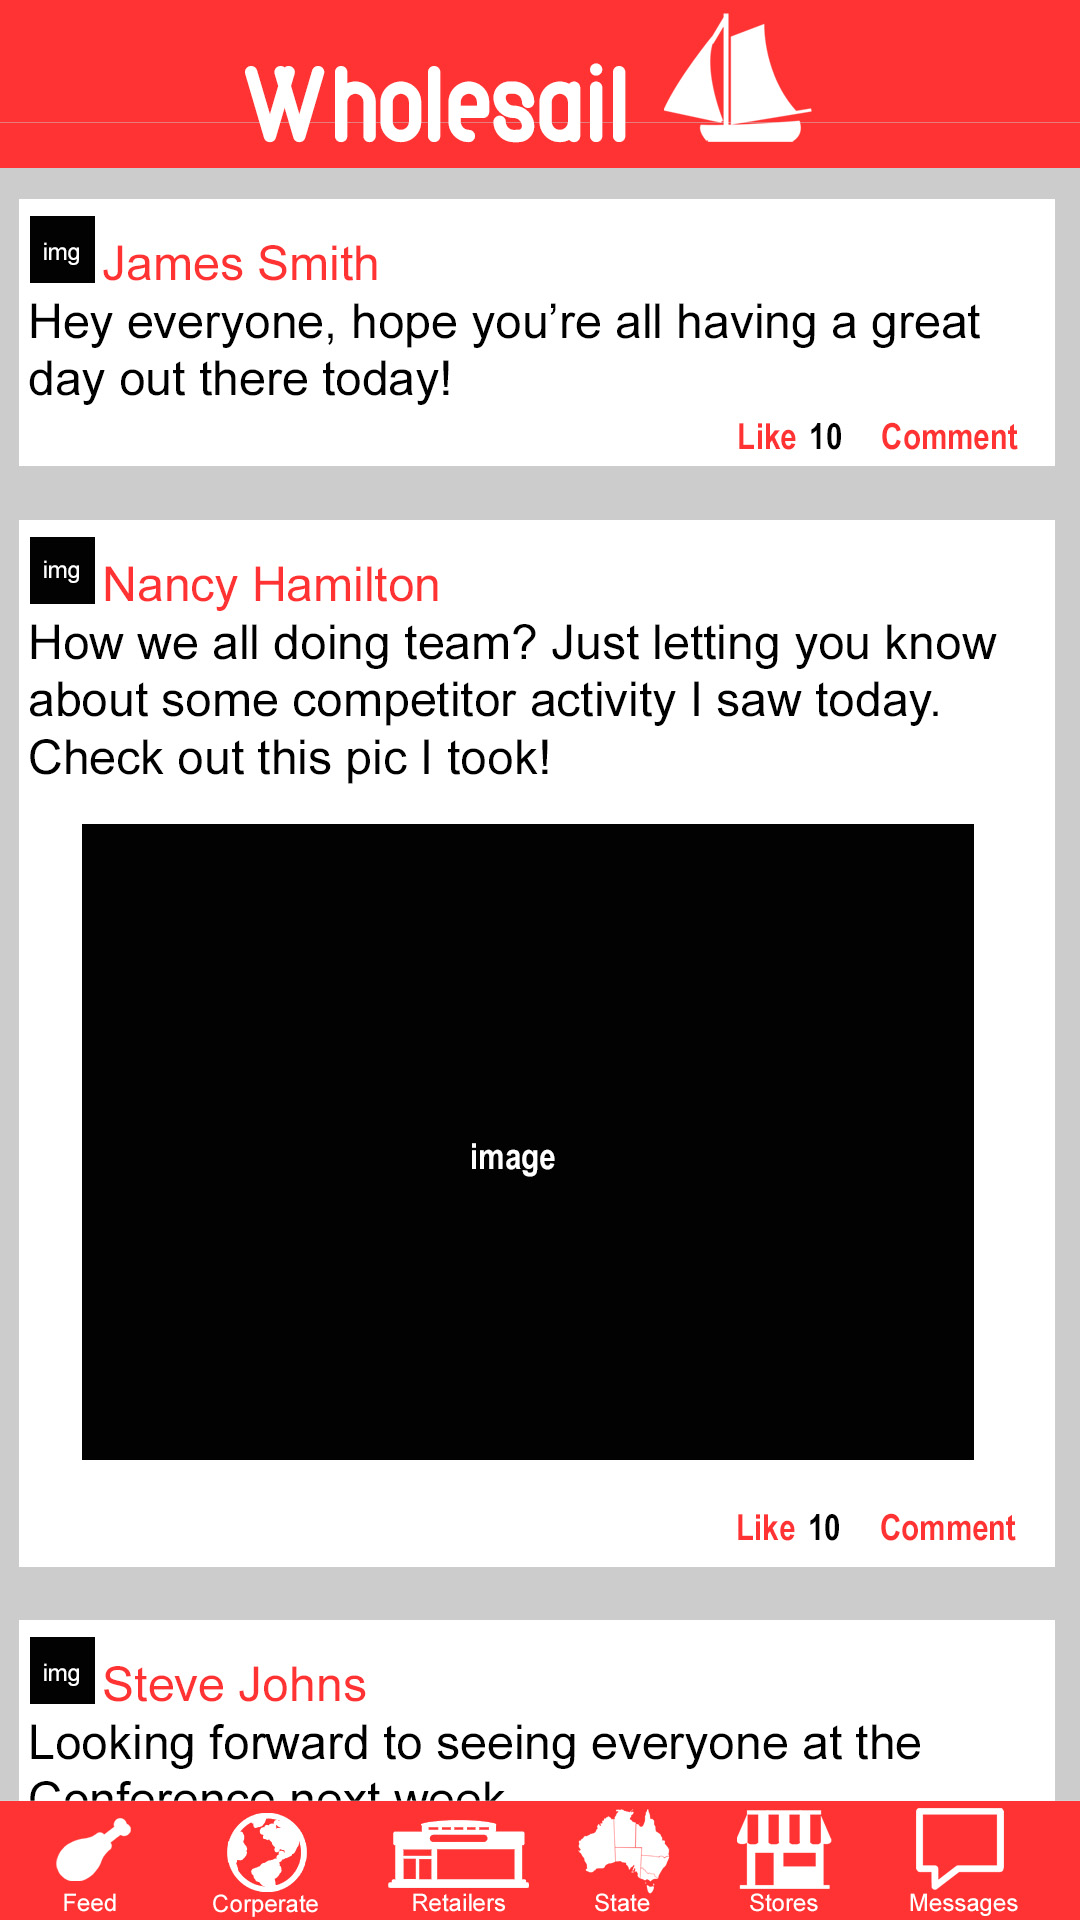 Wholesail
img
James Smith
Hey everyone, hope you’re all having a great
day out there today!
Like 10 Comment
img
Nancy Hamilton
How we all doing team? Just letting you know
about some competitor activity I saw today.
Check out this pic I took!
image
Like 10 Comment
img
Steve Johns
Looking forward to seeing everyone at the
Conference next week
Feed Corperate Retailers State Stores Messages